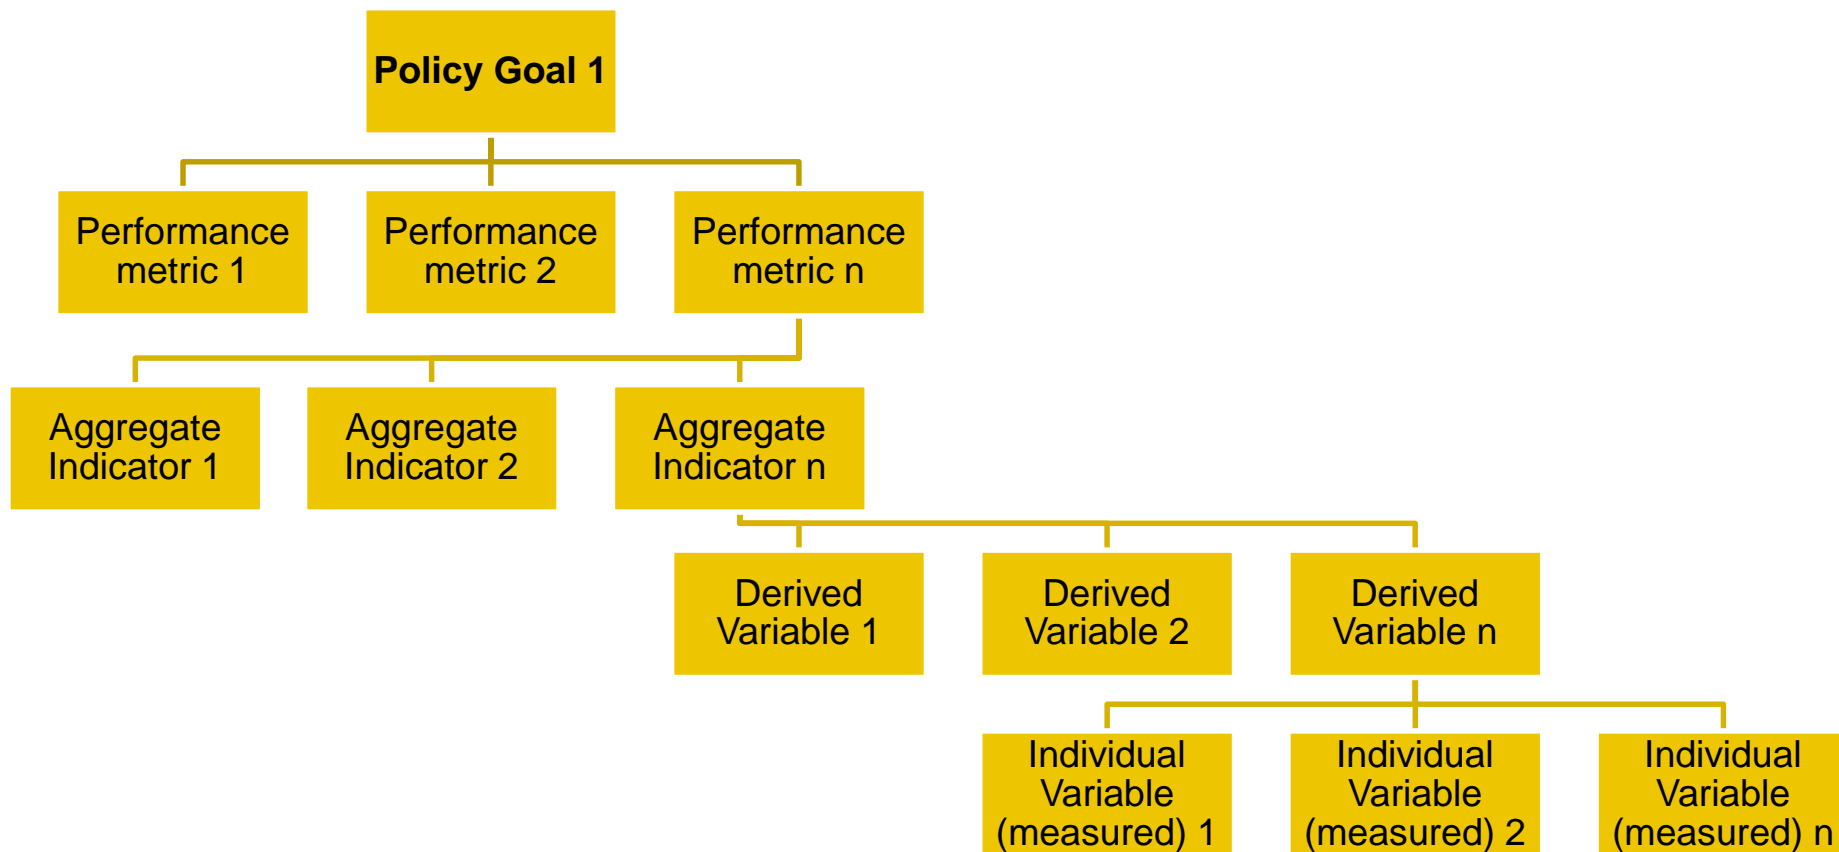 Policy Goal 1
Performance
metric 1
Performance
metric 2
Performance
metric n
Aggregate
Indicator 1
Aggregate
Indicator 2
Aggregate
Indicator n
Derived
Variable 1
Derived
Variable 2
Derived
Variable n
Individual
Variable
(measured) 1
Individual
Variable
(measured) 2
Individual
Variable
(measured) n